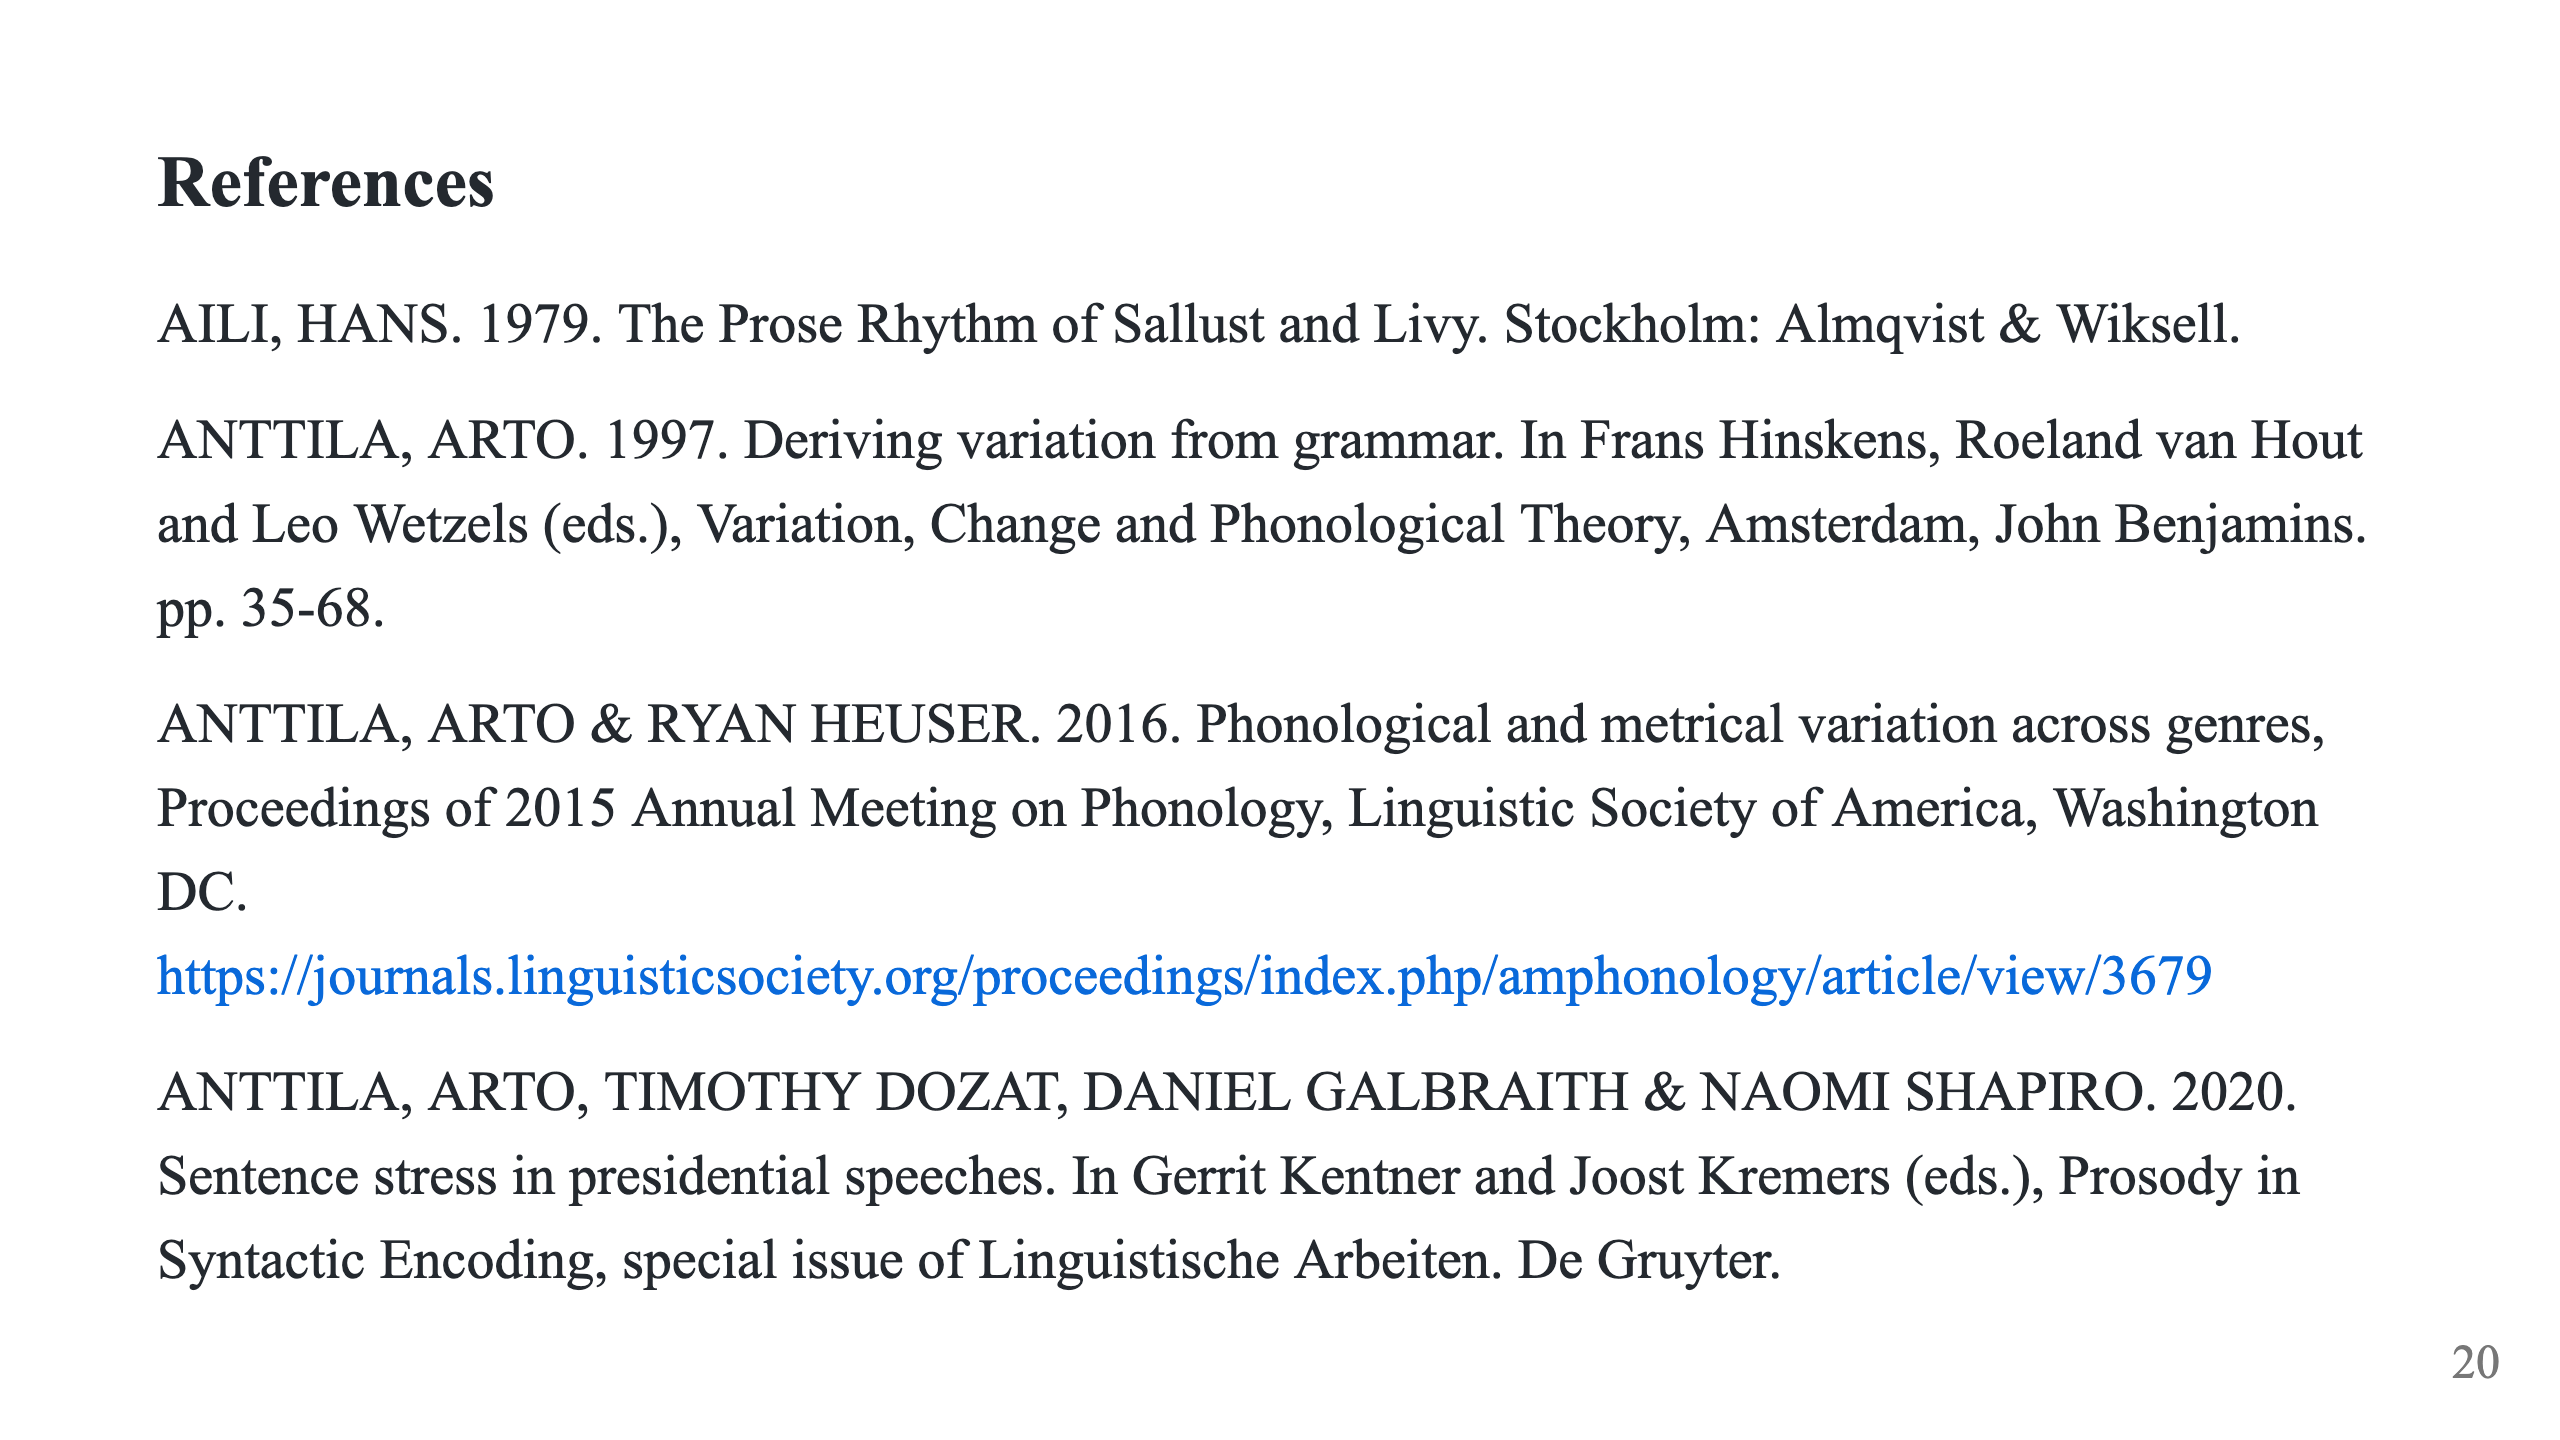 References
AILI, HANS. 1979. The Prose Rhythm of Sallust and Livy. Stockholm: Almqvist & Wiksell.
ANTTILA, ARTO. 1997. Deriving variation from grammar. In Frans Hinskens, Roeland van Hout
and Leo Wetzels (eds.), Variation, Change and Phonological Theory, Amsterdam, John Benjamins.
pp. 35-68.
ANTTILA, ARTO & RYAN HEUSER. 2016. Phonological and metrical variation across genres,
Proceedings of 2015 Annual Meeting on Phonology, Linguistic Society of America, Washington
DC.
https://journals.linguisticsociety.org/proceedings/index.php/amphonology/article/view/3679
ANTTILA, ARTO, TIMOTHY DOZAT, DANIEL GALBRAITH & NAOMI SHAPIRO. 2020.
Sentence stress in presidential speeches. In Gerrit Kentner and Joost Kremers (eds.), Prosody in
Syntactic Encoding, special issue of Linguistische Arbeiten. De Gruyter.
20